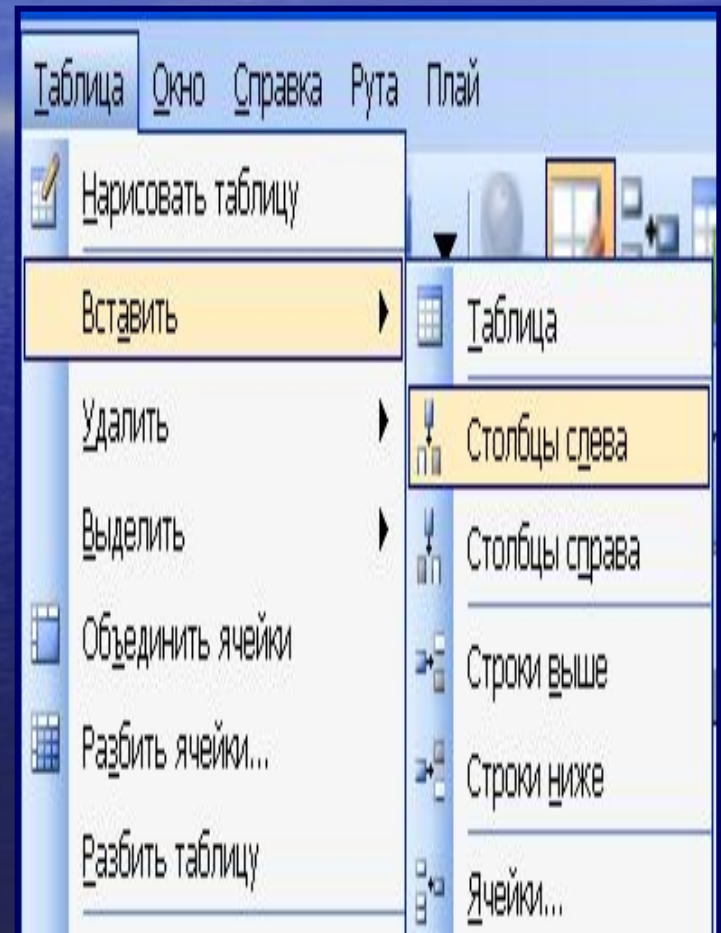 Таблица Окно Справка Рута Плай
Нарисовать таблицу
Вставить
Удалить
Выделить
Объединить ячейки
Разбить ячейки...
Разбить таблицу
Таблица
Столбцы слева
Столбцы справа
Строки выше
Строки ниже
Ячейки...